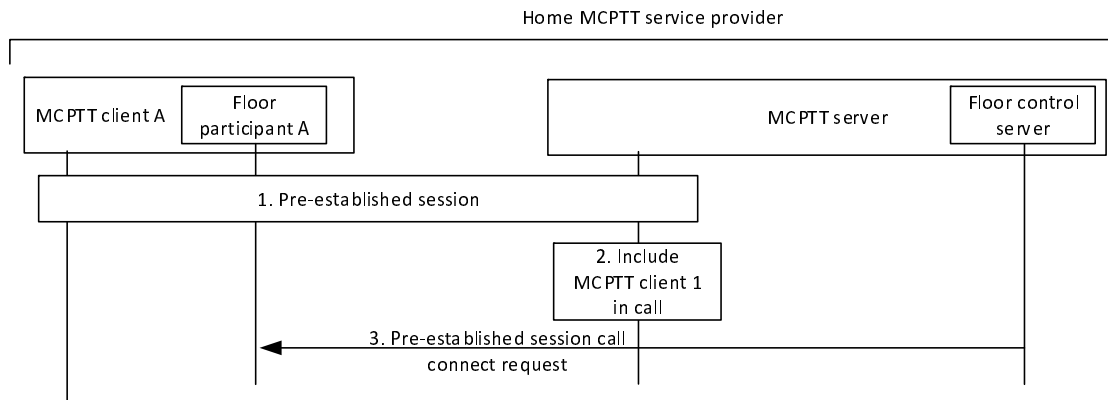 Home MCPTT service provider
MCPTT client A
Floor
participant A
MCPTT server
Floor control
server
1. Pre-established session
2. Include
MCPTT client 1
in call
3. Pre-established session call
connect request